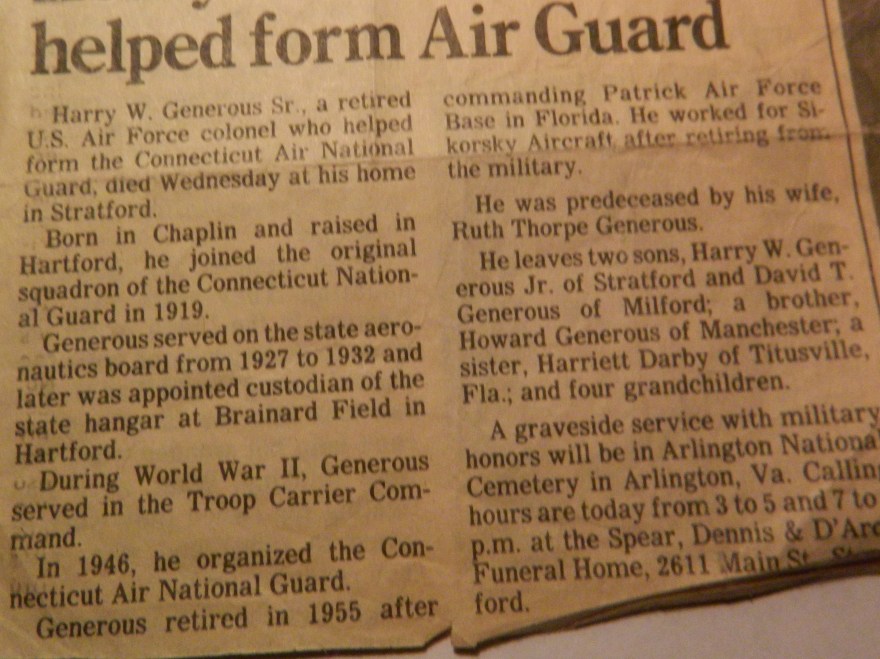 helped form Air Guard
Harry W. Generous Sr., a retired
U.S. Air Force colonel who helped
form the Connecticut Air National
Guard, died Wednesday at his home
in Stratford.
Born in Chaplin and raised in
Hartford, he joined the original
squadron of the Connecticut Nation-
al Guard in 1919.
Generous served on the state aero-
nautics board from 1927 to 1932 and
later was appointed custodian of the
state hangar at Brainard Field in
Hartford.
During World War II, Generous
served in the Troop Carrier Com-
mand.
In 1946, he organized the Con-
necticut Air National Guard.
Generous retired in 1955 after
commanding Patrick Air Force
Base in Florida. He worked for Si-
korsky Aircraft after retiring from
the military.
He was predeceased by his wife,
Ruth Thorpe Generous.
He leaves two sons, Harry W. Gen-
erous Jr. of Stratford and David T.
Generous of Milford; a brother,
Howard Generous of Manchester; a
sister, Harriett Darby of Titusville,
Fla.; and four grandchildren.
A graveside service with military
honors will be in Arlington National
Cemetery in Arlington, Va. Calling
hours are today from 3 to 5 and 7 to
p.m. at the Spear, Dennis & D'Arc
Funeral Home, 2611 Main St.
ford.